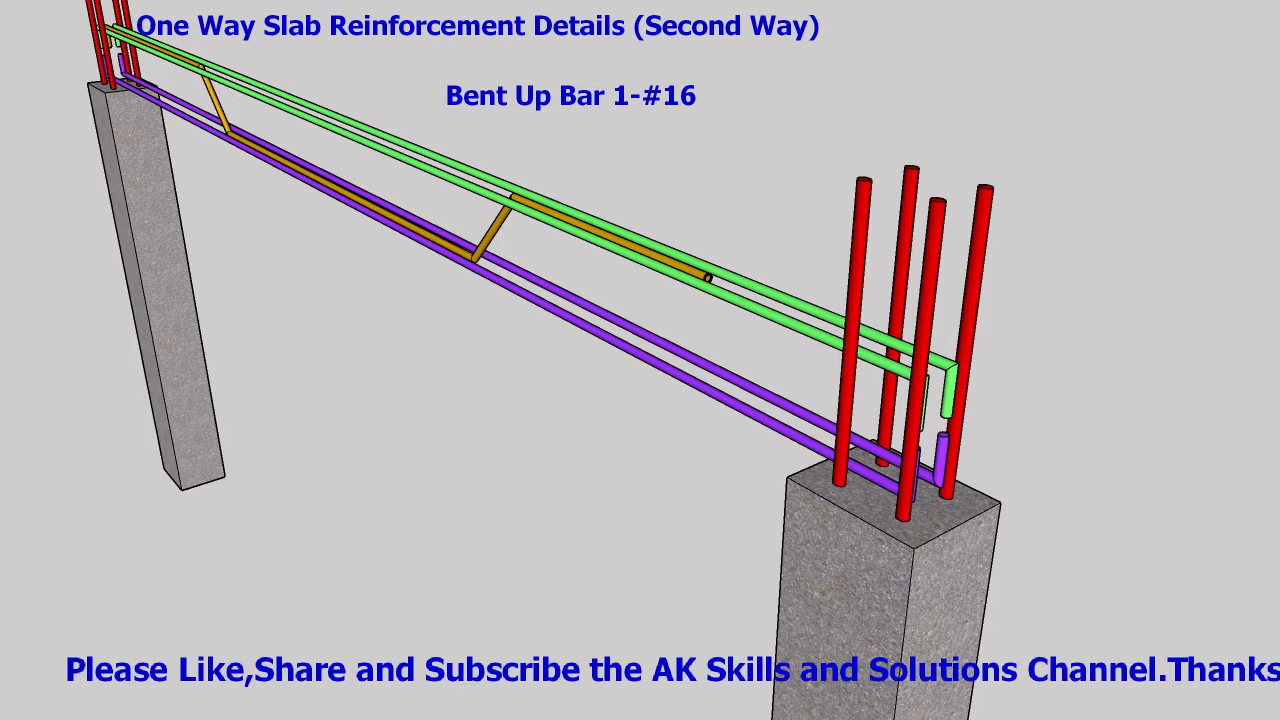 One Way Slab Reinforcement Details (Second Way)
Bent Up Bar 1-#16
Please Like,Share and Subscribe the AK Skills and Solutions Channel.Thanks